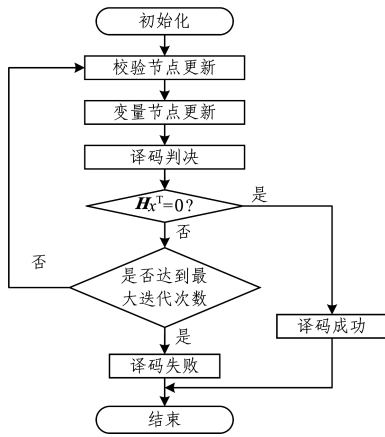 初始化
校验节点更新
变量节点更新
译码判决
Hxᵀ=0?
是
否
否
是否达到最
大迭代次数
是
译码成功
译码失败
结束